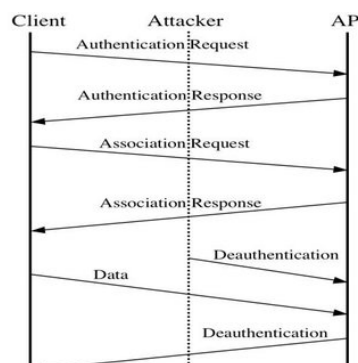 Client Attacker AP
Authentication Request
Authentication Response
Association Request
Association Response
Deauthentication
Data
Deauthentication